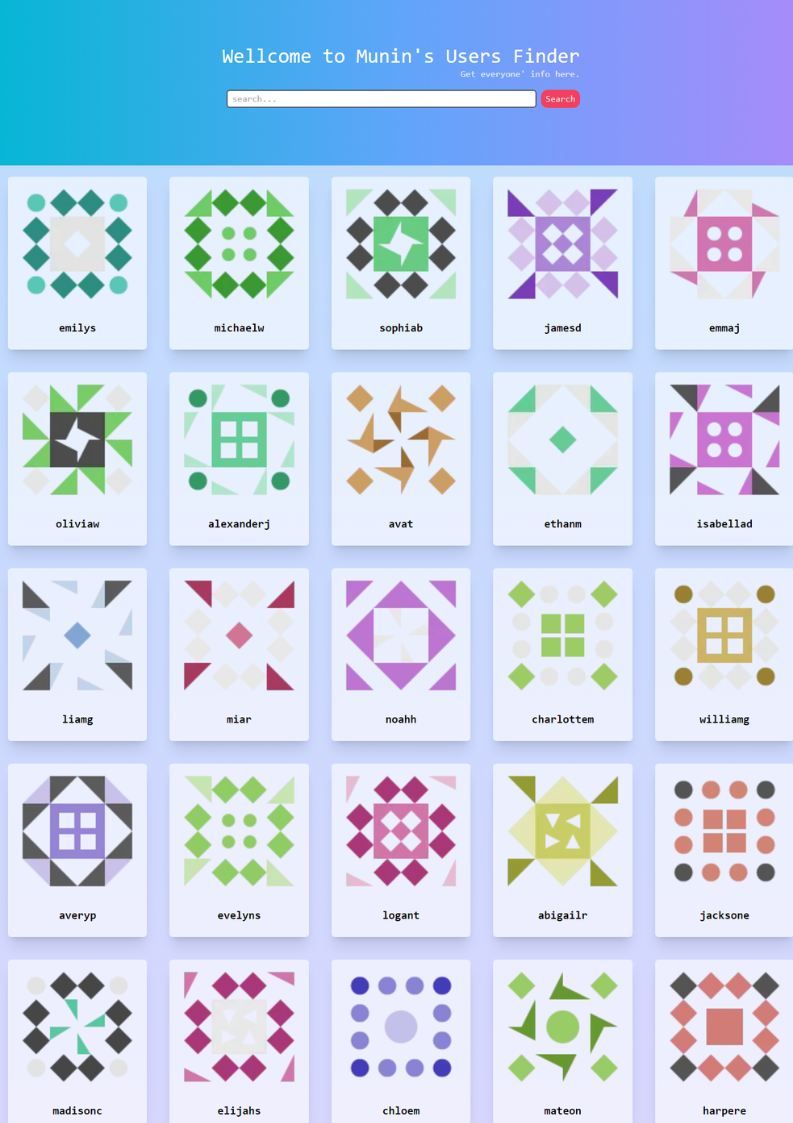 Wellcome to Munin's Users Finder
Get everyone' info here.
search... Search
emilys michaelw sophiab jamesd emmaj
oliviaw alexanderj avat ethanm isabellad
liamg miar noahh charlottem williamg
averyp evelyns logant abigailr jacksone
madisonc elijahs chloem mateon harpere